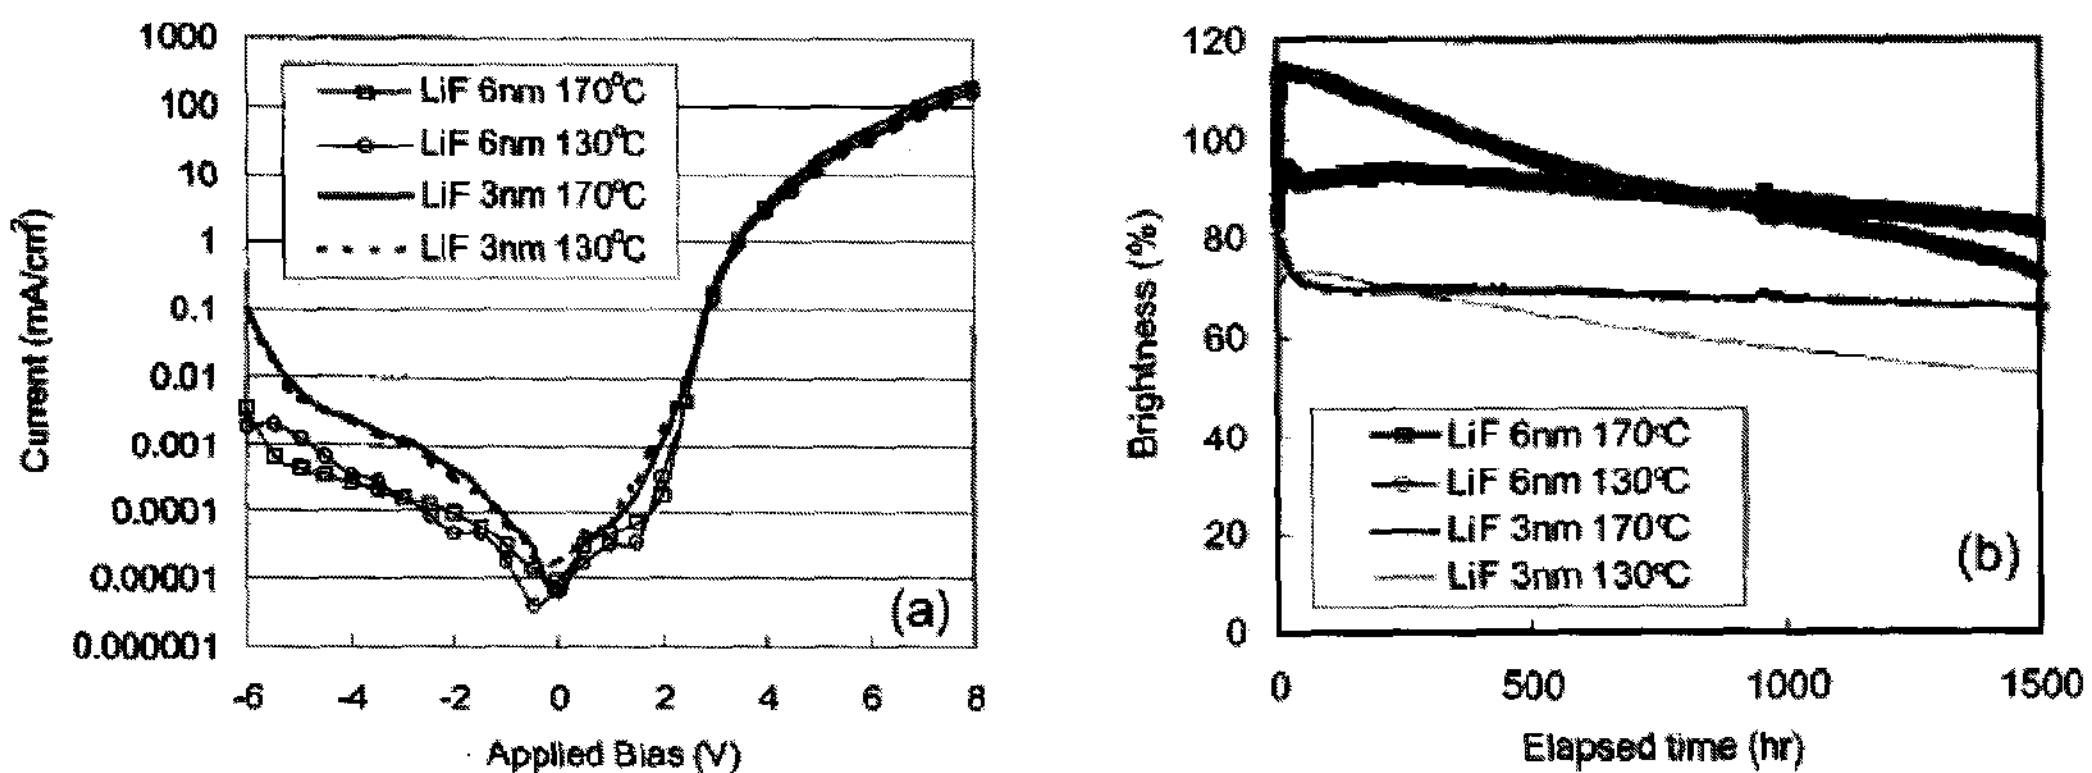 1000
100
10
1
0.1
0.01
0.001
0.0001
0.00001
0.000001
Current (mA/cm²)
LiF 6nm 170°C
LiF 6nm 130°C
LiF 3nm 170°C
LiF 3nm 130°C
(a)
-6 -4 -2 0 2 4 6 8
Applied Bias (V)
120
100
80
60
40
20
0
Brightness (%)
LiF 6nm 170°C
LiF 6nm 130°C
LiF 3nm 170°C
LiF 3nm 130°C
(b)
0 500 1000 1500
Elapsed time (hr)